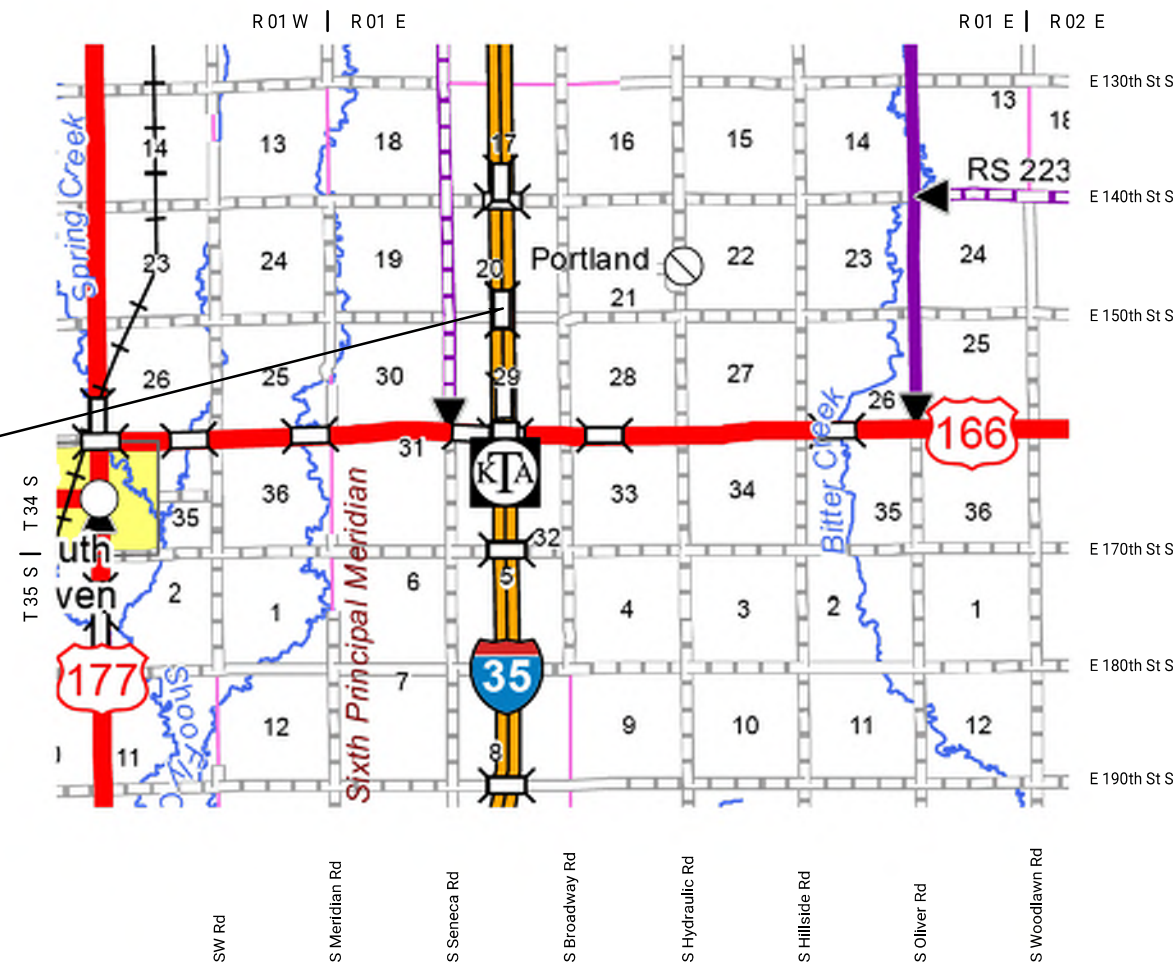 R 01 W | R 01 E
R 01 E | R 02 E
E 130th St S
13
18
17
14
13
18
16
15
14
RS 223
E 140th St S
Spring Creek
23
24
19
20
Portland
22
23
24
21
E 150th St S
25
26
25
30
29
28
27
26
166
31
KTA
T 34 S
36
33
34
35
36
35
Bitter Creek
32
E 170th St S
uth
ven
T 35 S
2
1
6
5
4
3
2
1
Sixth Principal Meridian
177
35
E 180th St S
7
Shoo Fly C
12
9
10
11
12
11
8
E 190th St S
SW Rd
S Meridian Rd
S Seneca Rd
S Broadway Rd
S Hydraulic Rd
S Hillside Rd
S Oliver Rd
S Woodlawn Rd